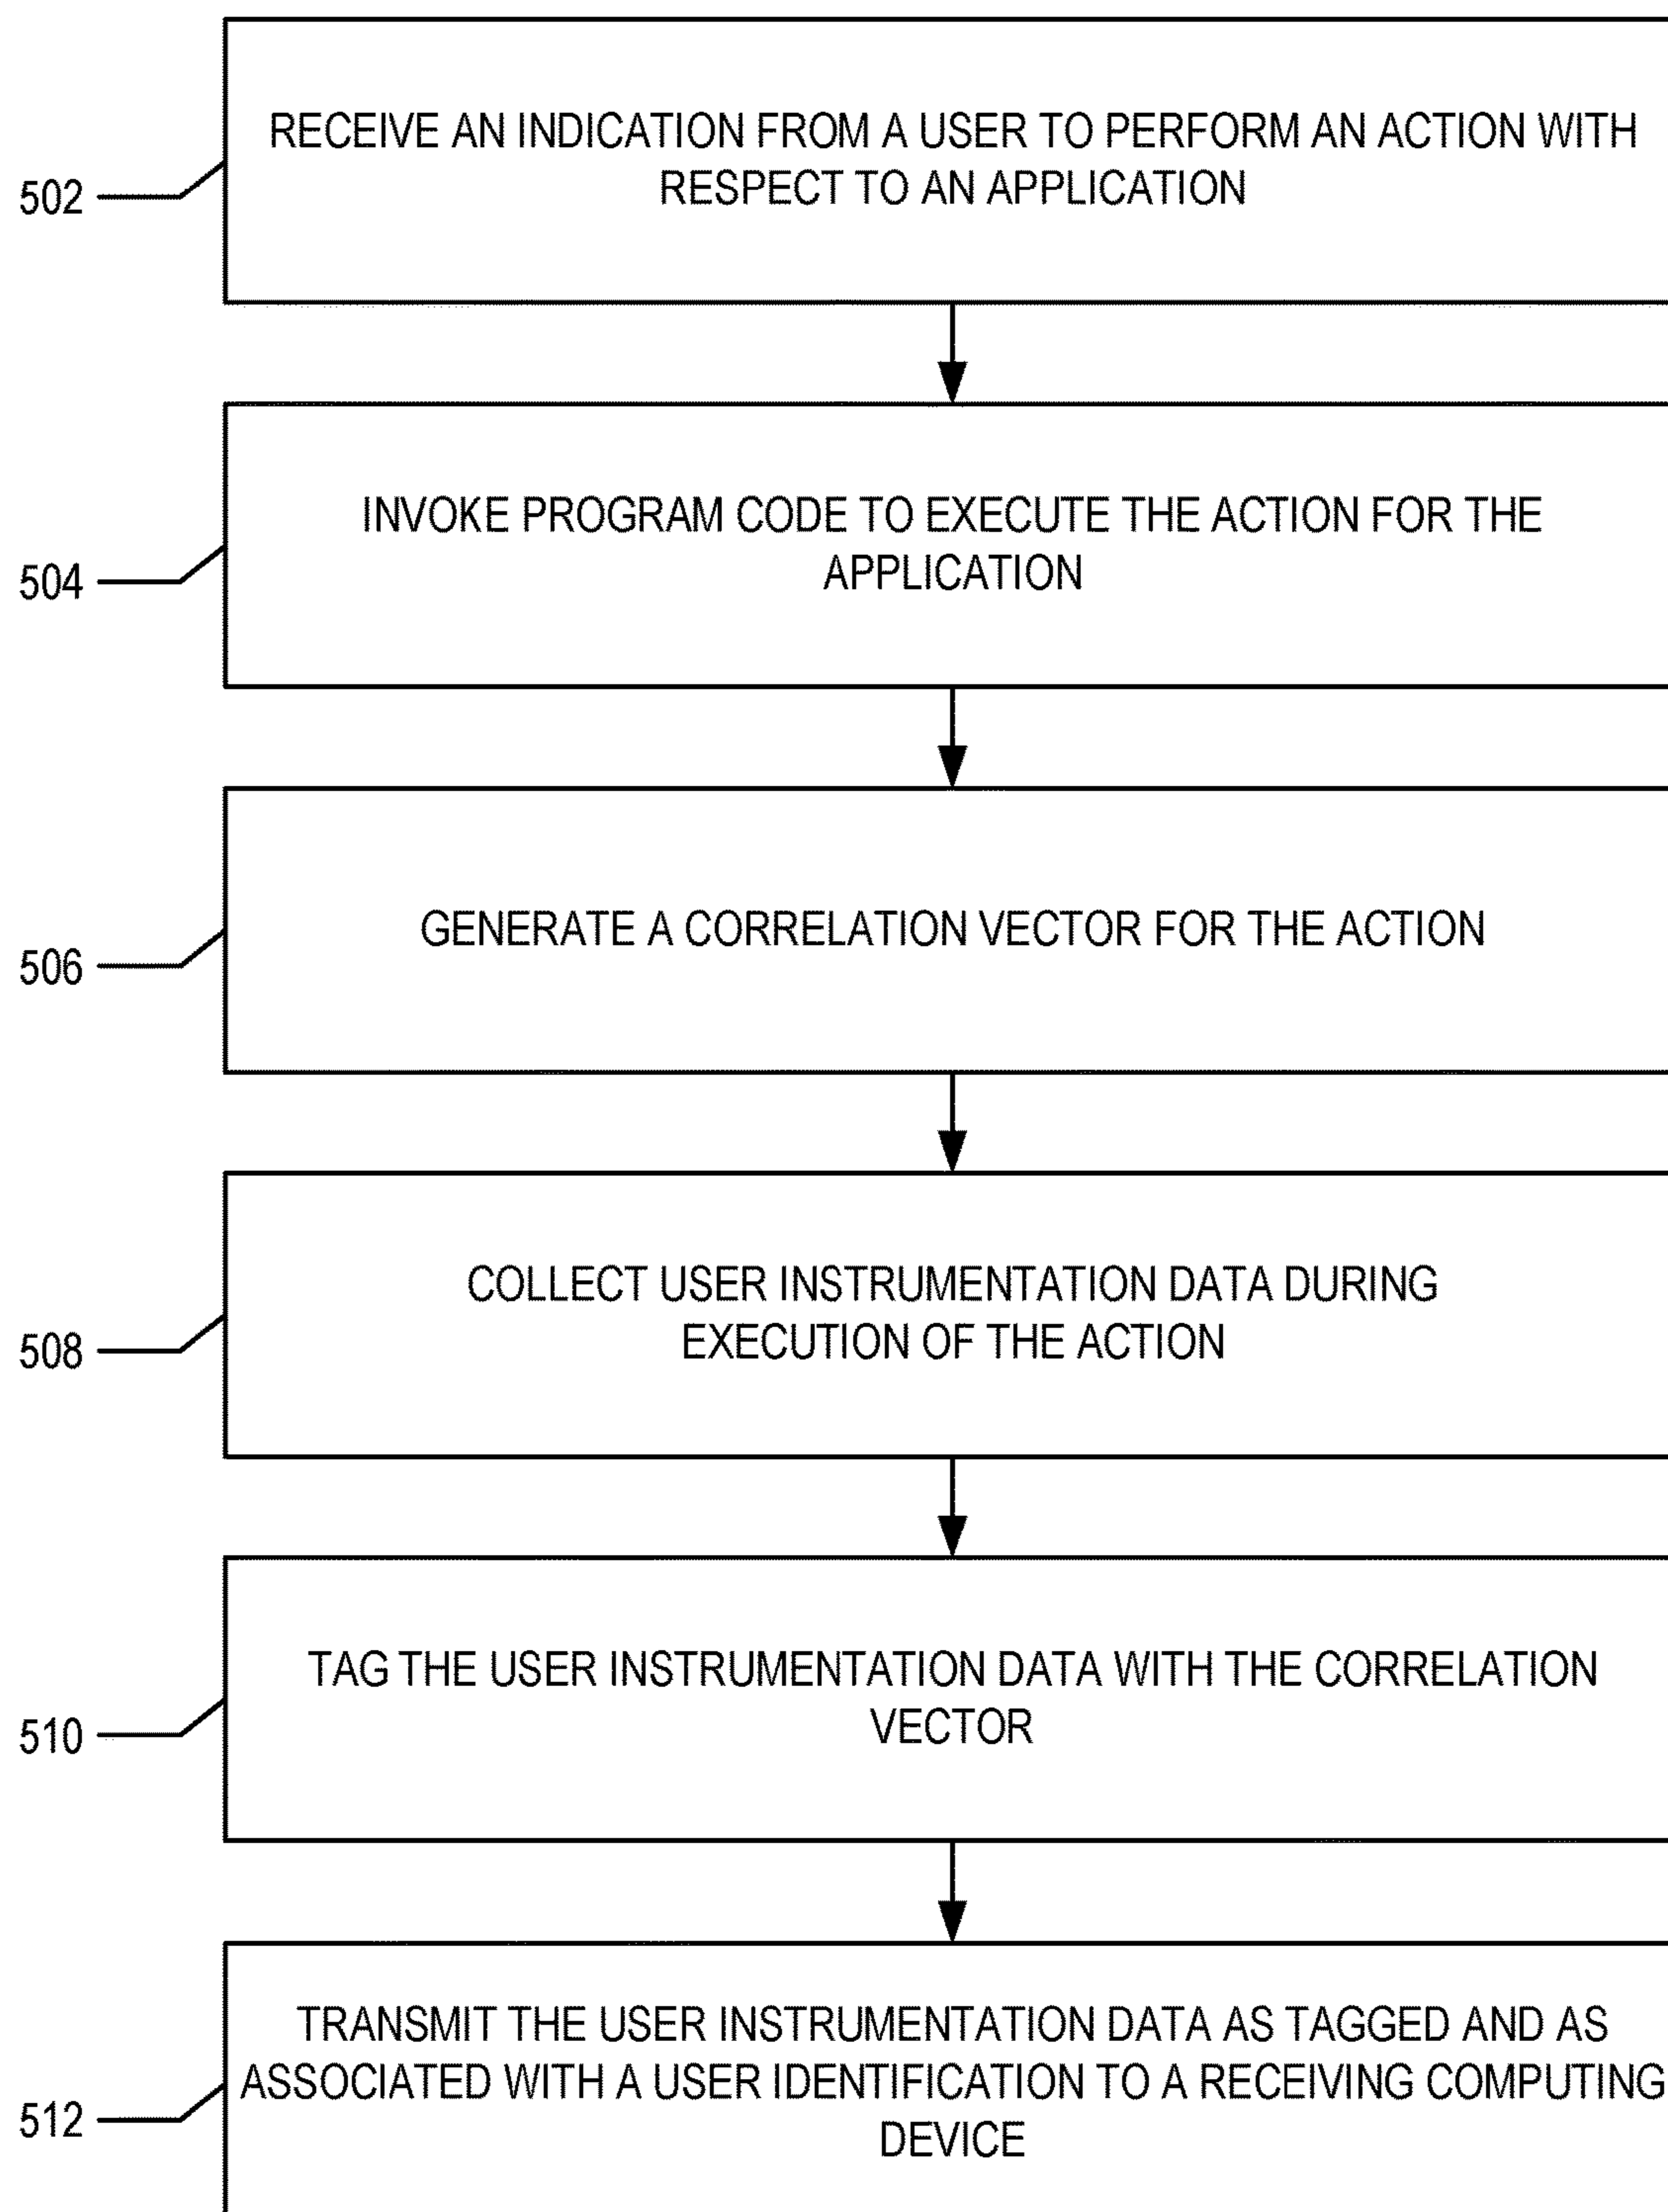 RECEIVE AN INDICATION FROM A USER TO PERFORM AN ACTION WITH
RESPECT TO AN APPLICATION
502
INVOKE PROGRAM CODE TO EXECUTE THE ACTION FOR THE
APPLICATION
504
GENERATE A CORRELATION VECTOR FOR THE ACTION
506
COLLECT USER INSTRUMENTATION DATA DURING
EXECUTION OF THE ACTION
508
TAG THE USER INSTRUMENTATION DATA WITH THE CORRELATION
VECTOR
510
TRANSMIT THE USER INSTRUMENTATION DATA AS TAGGED AND AS
ASSOCIATED WITH A USER IDENTIFICATION TO A RECEIVING COMPUTING
DEVICE
512